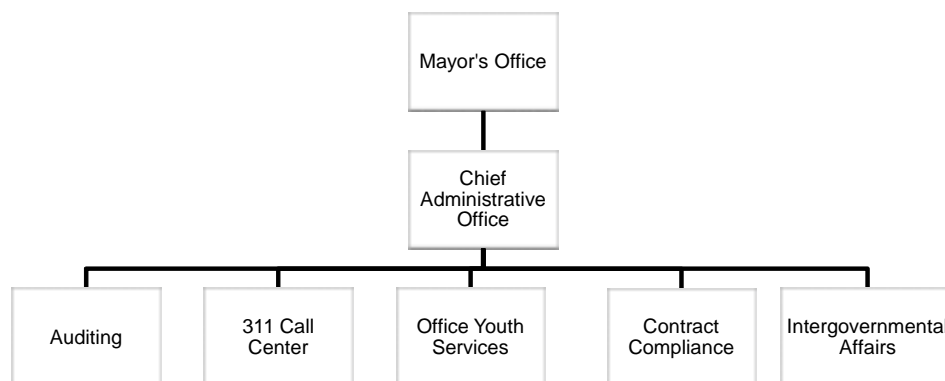 Mayor's Office
Chief
Administrative
Office
Auditing
311 Call
Center
Office Youth
Services
Contract
Compliance
Intergovernmental
Affairs